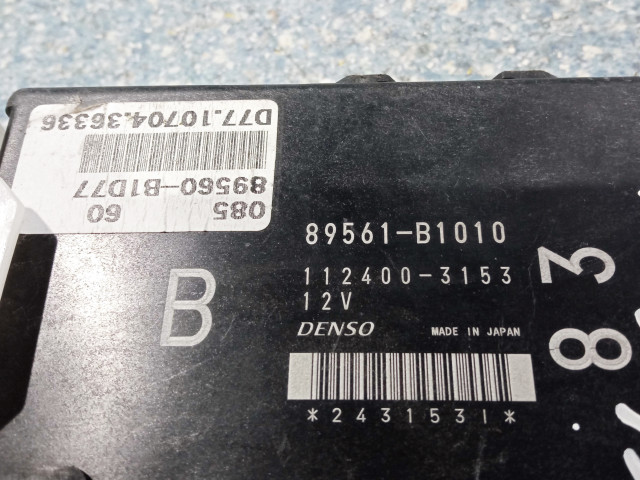 D77.10704.36336
89560-B1D77
60
085
89561-B1010
112400-3153
12V
DENSO MADE IN JAPAN
*2431531*
B
8 3